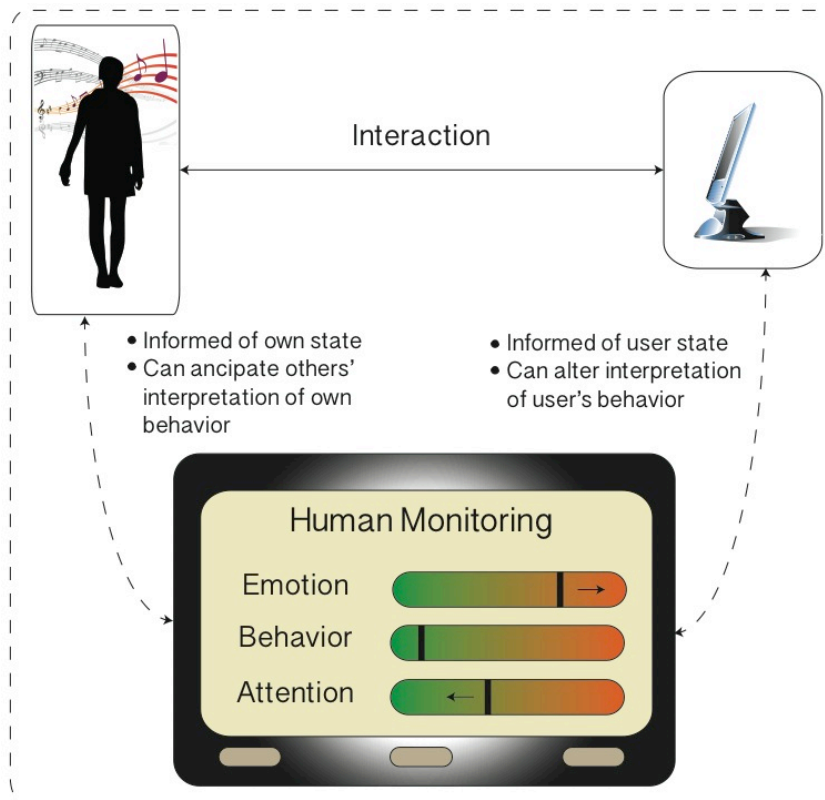 Interaction
• Informed of own state
• Can ancipate others’
interpretation of own
behavior
• Informed of user state
• Can alter interpretation
of user’s behavior
Human Monitoring
Emotion
Behavior
Attention